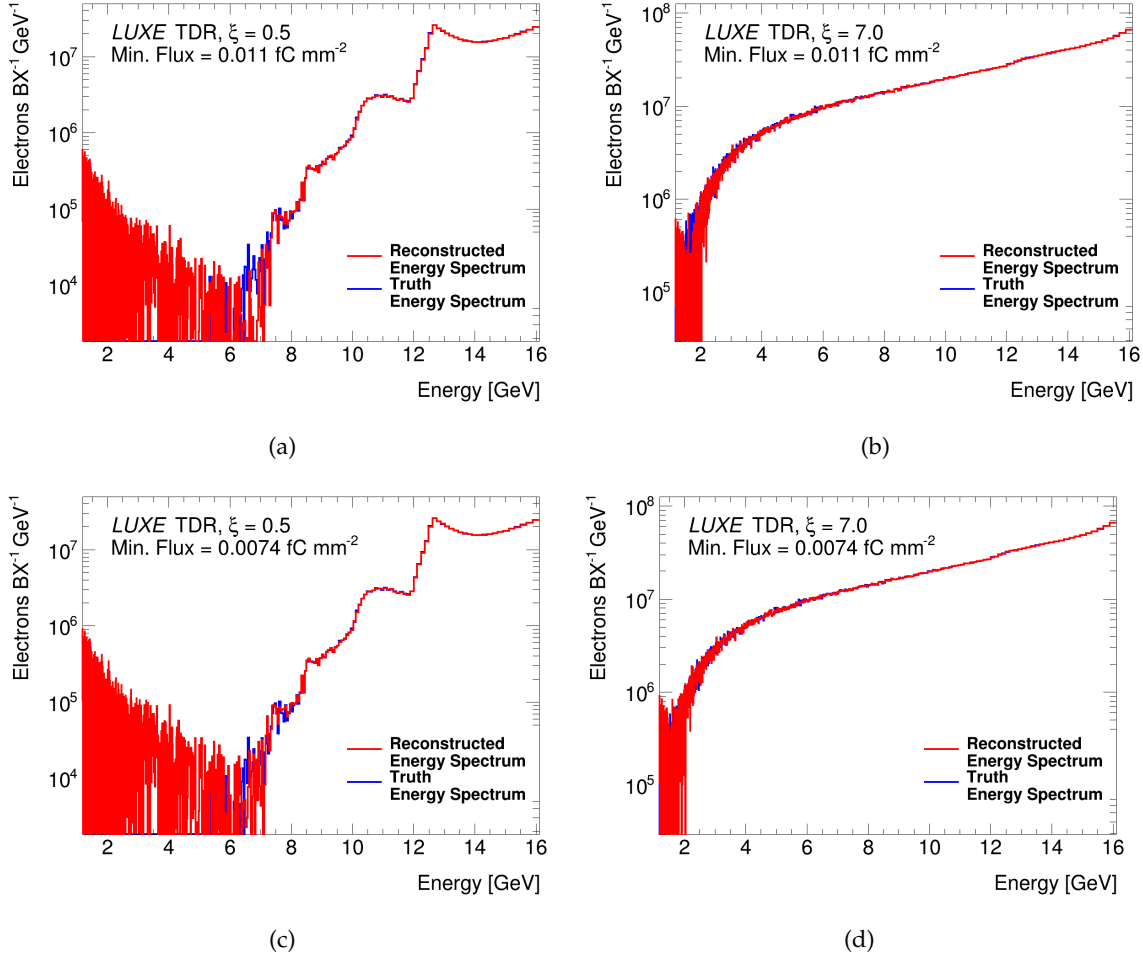 LUXE TDR, ξ = 0.5
Min. Flux = 0.011 fC mm⁻²
Electrons BX⁻¹ GeV⁻¹
10⁷
10⁶
10⁵
10⁴
Reconstructed
Energy Spectrum
Truth
Energy Spectrum
2 4 6 8 10 12 14 16
Energy [GeV]
(a)
LUXE TDR, ξ = 7.0
Min. Flux = 0.011 fC mm⁻²
Electrons BX⁻¹ GeV⁻¹
10⁸
10⁷
10⁶
10⁵
Reconstructed
Energy Spectrum
Truth
Energy Spectrum
2 4 6 8 10 12 14 16
Energy [GeV]
(b)
LUXE TDR, ξ = 0.5
Min. Flux = 0.0074 fC mm⁻²
Electrons BX⁻¹ GeV⁻¹
10⁷
10⁶
10⁵
10⁴
Reconstructed
Energy Spectrum
Truth
Energy Spectrum
2 4 6 8 10 12 14 16
Energy [GeV]
(c)
LUXE TDR, ξ = 7.0
Min. Flux = 0.0074 fC mm⁻²
Electrons BX⁻¹ GeV⁻¹
10⁸
10⁷
10⁶
10⁵
Reconstructed
Energy Spectrum
Truth
Energy Spectrum
2 4 6 8 10 12 14 16
Energy [GeV]
(d)